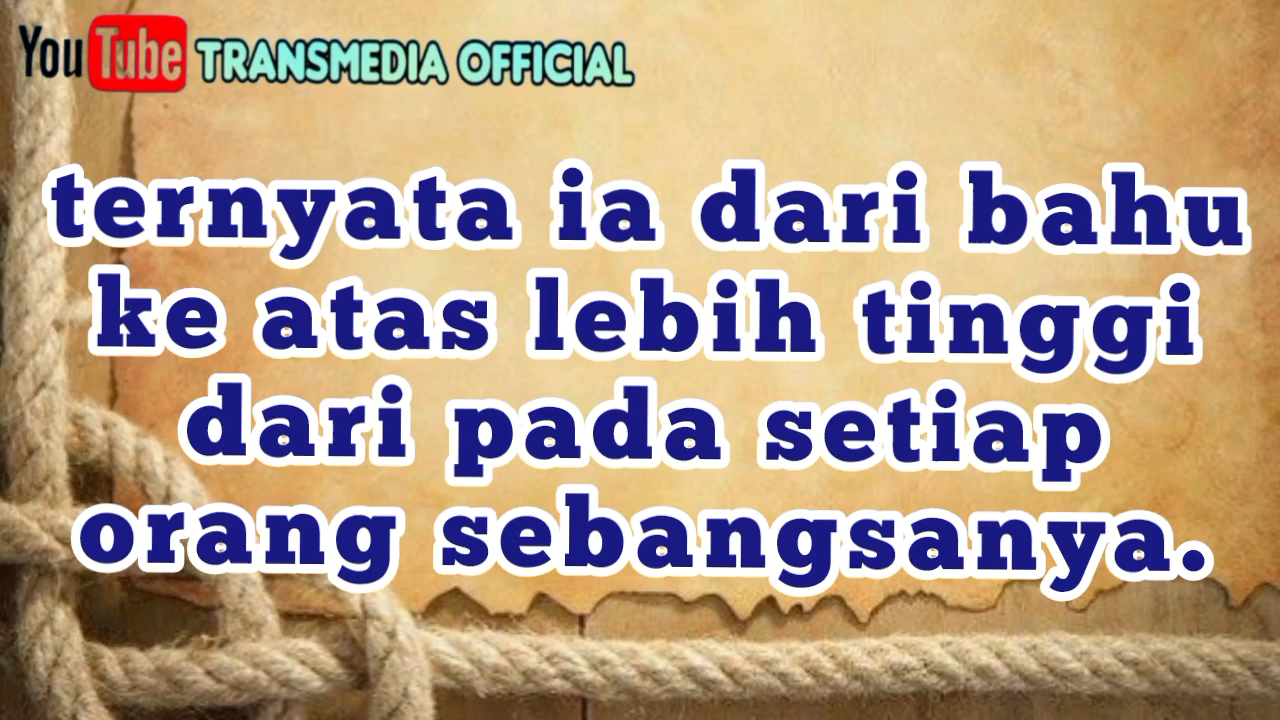 YouTube TRANSMEDIA OFFICIAL
ternyata ia dari bahu
ke atas lebih tinggi
dari pada setiap
orang sebangsanya.